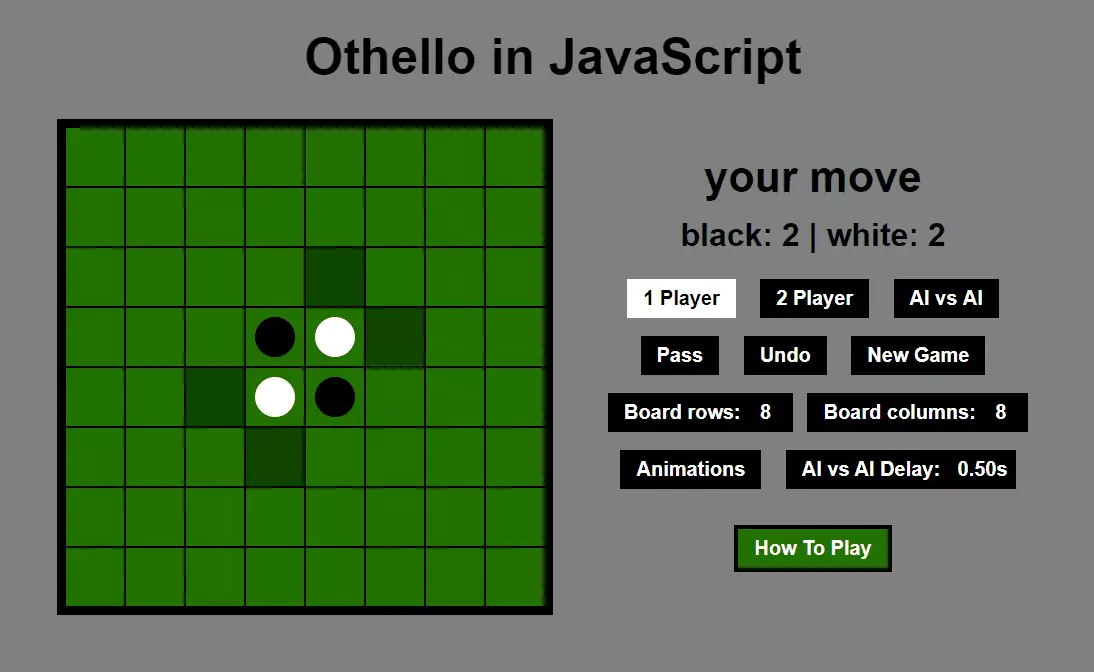 Othello in JavaScript
your move
black: 2 | white: 2
1 Player 2 Player AI vs AI
Pass Undo New Game
Board rows: 8 Board columns: 8
Animations AI vs AI Delay: 0.50s
How To Play